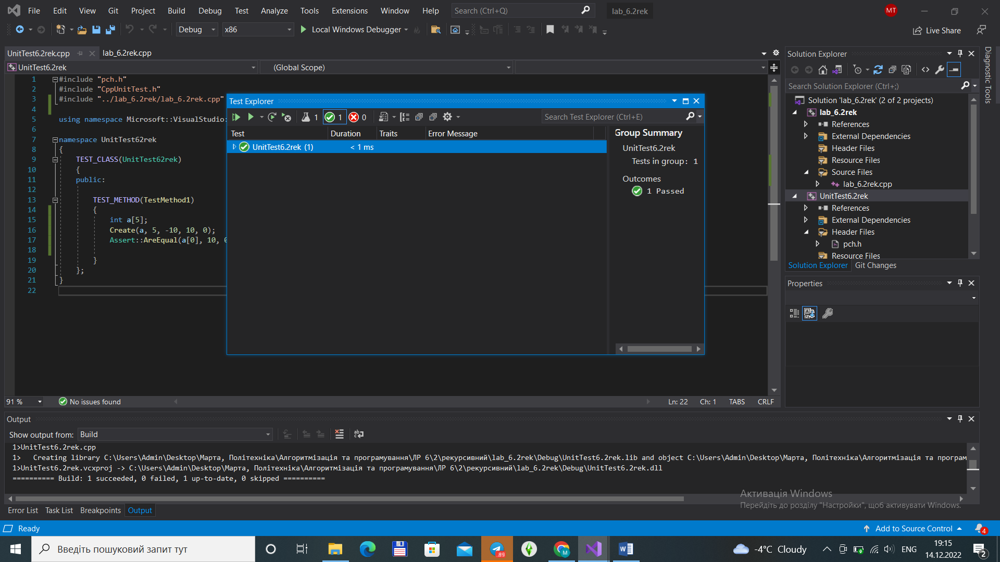 File Edit View Git Project Build Debug Test Analyze Tools Extensions Window Help Search (Ctrl+Q) lab_6.2rek MT
Debug x86 Local Windows Debugger Live Share
UnitTest6.2rek.cpp lab_6.2rek.cpp
UnitTest6.2rek (Global Scope)
1 #include "pch.h"
2 #include "CppUnitTest.h"
3 #include "../lab_6.2rek/lab_6.2rek.cpp"
4
5 using namespace Microsoft::VisualStudio:
6
7 namespace UnitTest62rek
8 {
9 TEST_CLASS(UnitTest62rek)
10 {
11 public:
12
13 TEST_METHOD(TestMethod1)
14 {
15 int a[5];
16 Create(a, 5, -10, 10, 0);
17 Assert::AreEqual(a[0], 10,
18
19 }
20 };
21 }
22
Test Explorer
1 1 0 Search Test Explorer (Ctrl+E)
Test Duration Traits Error Message
UnitTest6.2rek (1) < 1 ms
Group Summary
UnitTest6.2rek
Tests in group: 1
Outcomes
1 Passed
91 % No issues found Ln: 22 Ch: 1 TABS CRLF
Solution Explorer
Search Solution Explorer (Ctrl+;)
Solution 'lab_6.2rek' (2 of 2 projects)
lab_6.2rek
References
External Dependencies
Header Files
Resource Files
Source Files
lab_6.2rek.cpp
UnitTest6.2rek
References
External Dependencies
Header Files
pch.h
Resource Files
Solution Explorer Git Changes
Properties
Diagnostic Tools
Output
Show output from: Build
1>UnitTest6.2rek.cpp
1> Creating library C:\Users\Admin\Desktop\Марта, Політехніка\Алгоритмізація та програмування\ЛР 6\2\рекурсивний\lab_6.2rek\Debug\UnitTest6.2rek.lib and object C:\Users\Admin\Desktop\Марта, Політехніка\Алгоритмізація та програм
1>UnitTest6.2rek.vcxproj -> C:\Users\Admin\Desktop\Марта, Політехніка\Алгоритмізація та програмування\ЛР 6\2\рекурсивний\lab_6.2rek\Debug\UnitTest6.2rek.dll
========== Build: 1 succeeded, 0 failed, 1 up-to-date, 0 skipped ==========
Активація Windows
Перейдіть до розділу "Настройки", щоб активувати Windows.
Error List Task List Breakpoints Output
Ready Add to Source Control 4
Введіть пошуковий запит тут .89 M -4°C Cloudy ENG 19:15 2
14.12.2022